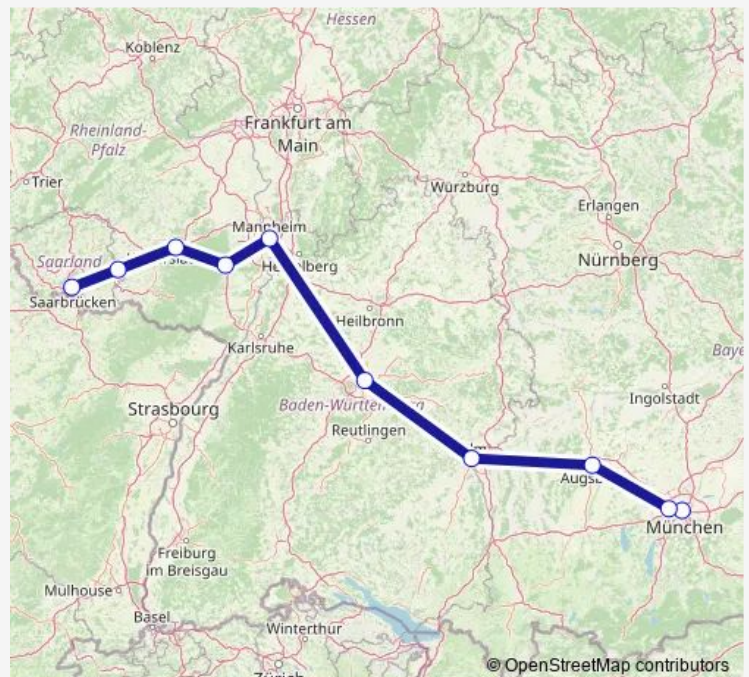 Hessen
Koblenz
Rheinland-
Pfalz
Frankfurt am
Main
Trier
Würzburg
Erlangen
Mannheim
Saarland
Nürnberg
Saarbrücken
Heilbronn
Karlsruhe
Ingolstadt
Strasbourg
Reutlingen
München
Freiburg
im Breisgau
Mulhouse
Basel
Winterthur
© OpenStreetMap contributors